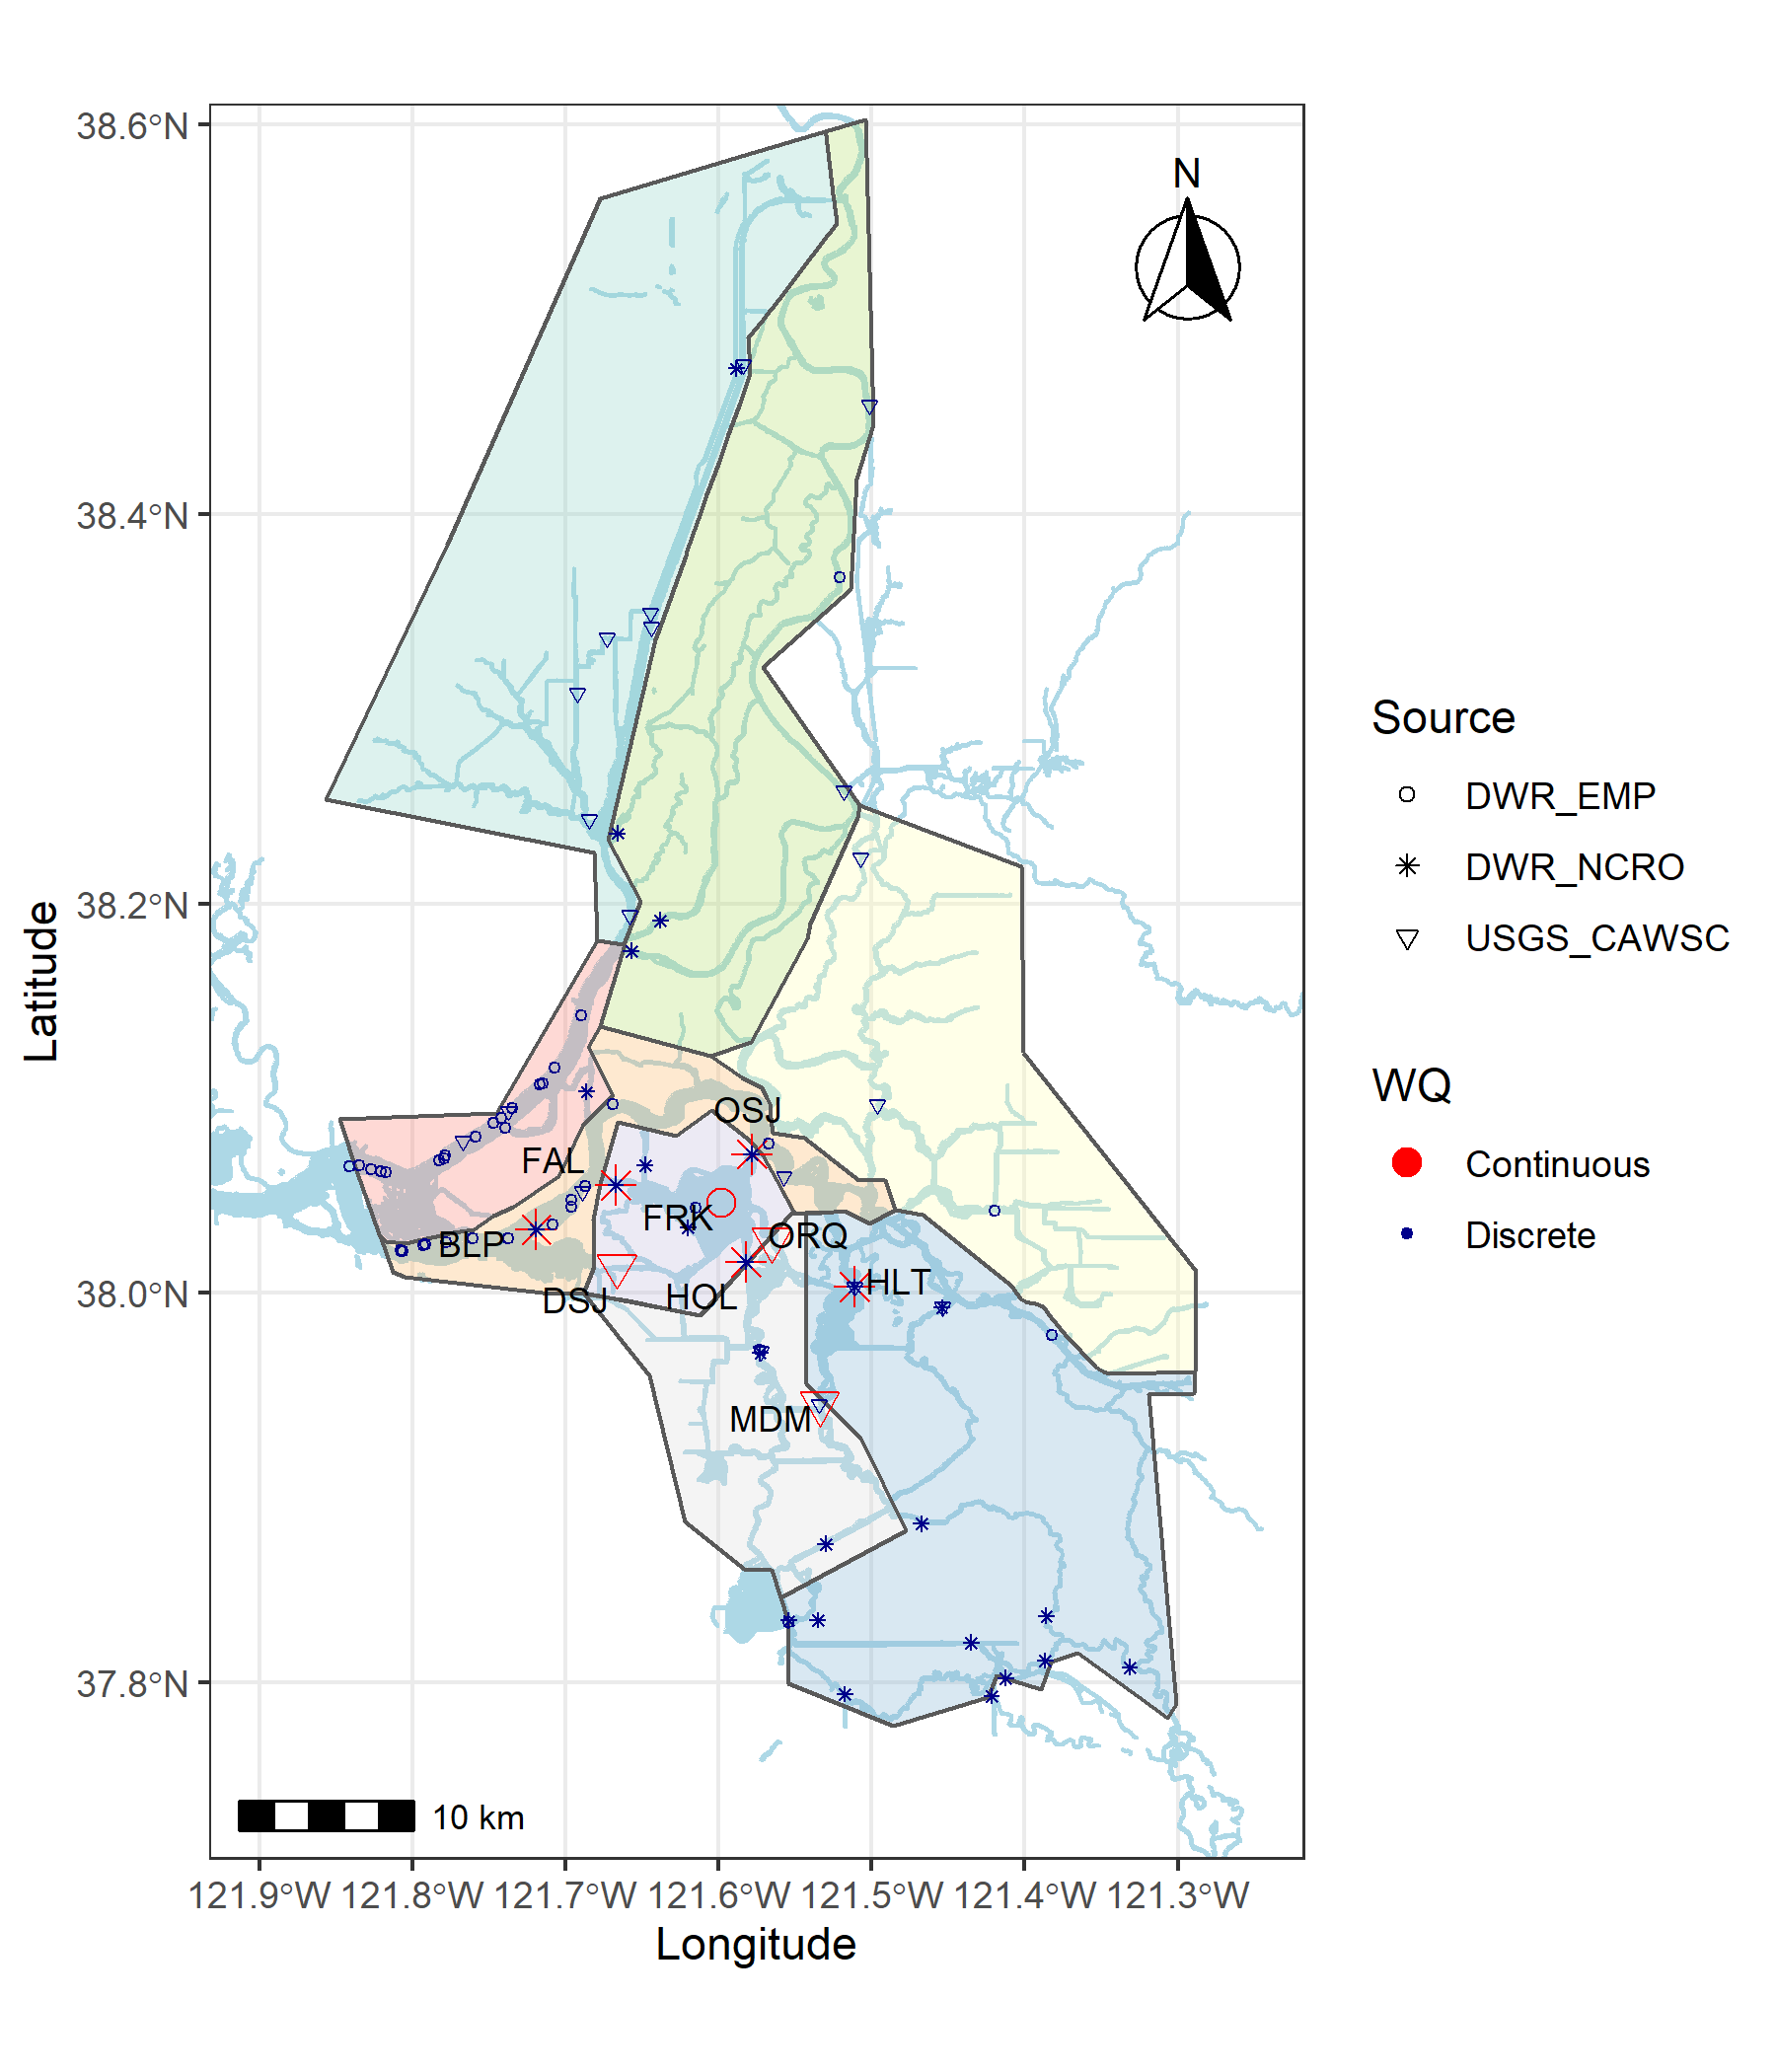 38.6°N
38.4°N
38.2°N
38.0°N
37.8°N
Latitude
N
OSJ
FAL
FRK
ORQ
BLP
HLT
HOL
DSJ
MDM
10 km
121.9°W 121.8°W 121.7°W 121.6°W 121.5°W 121.4°W 121.3°W
Longitude
Source
DWR_EMP
DWR_NCRO
USGS_CAWSC
WQ
Continuous
Discrete